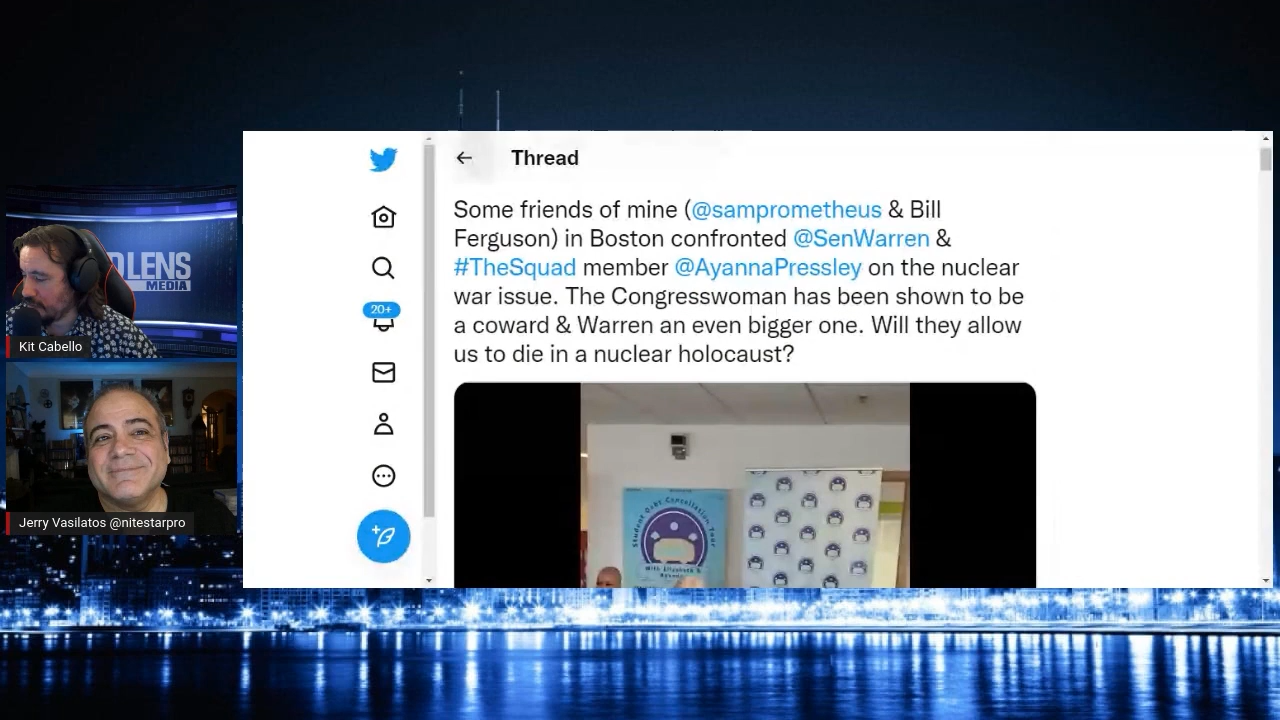 Thread
Some friends of mine (@samprometheus & Bill
Ferguson) in Boston confronted @SenWarren &
#TheSquad member @AyannaPressley on the nuclear
war issue. The Congresswoman has been shown to be
a coward & Warren an even bigger one. Will they allow
us to die in a nuclear holocaust?
20+
LENS
MEDIA
Kit Cabello
Jerry Vasilatos @nitestarpro
Student Debt Cancellation Tour
With Elizabeth &